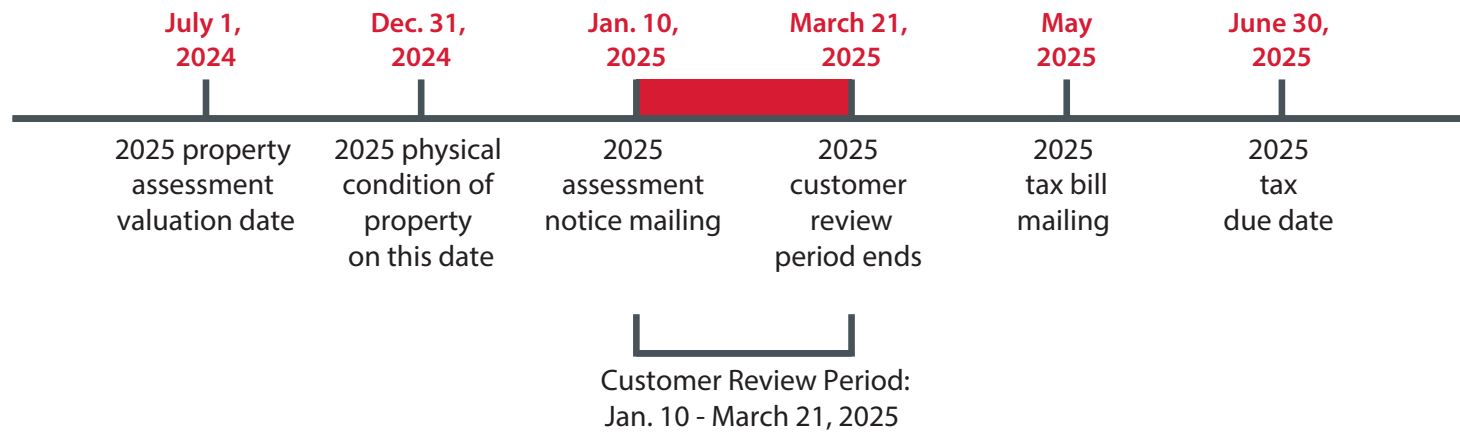 July 1,
2024
Dec. 31,
2024
Jan. 10,
2025
March 21,
2025
May
2025
June 30,
2025
2025 property
assessment
valuation date
2025 physical
condition of
property
on this date
2025
assessment
notice mailing
2025
customer
review
period ends
2025
tax bill
mailing
2025
tax
due date
Customer Review Period:
Jan. 10 - March 21, 2025